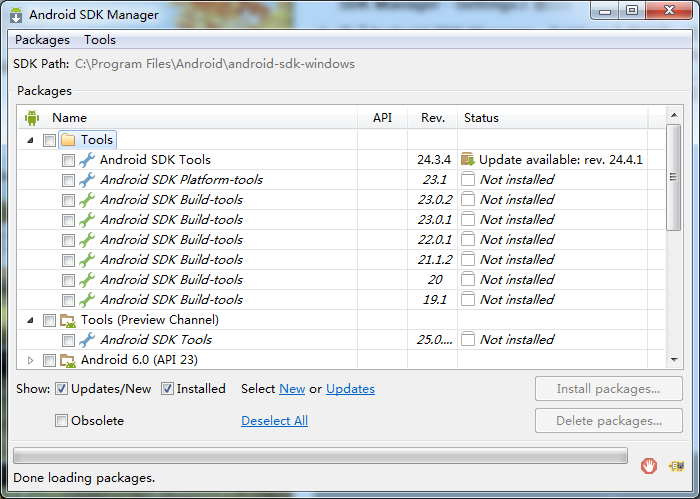 SDK Manager
Android SDK Manager
Packages Tools
SDK Path: C:\Program Files\Android\android-sdk-windows
Packages
Name API Rev. Status
Tools
Android SDK Tools 24.3.4 Update available: rev. 24.4.1
Android SDK Platform-tools 23.1 Not installed
Android SDK Build-tools 23.0.2 Not installed
Android SDK Build-tools 23.0.1 Not installed
Android SDK Build-tools 22.0.1 Not installed
Android SDK Build-tools 21.1.2 Not installed
Android SDK Build-tools 20 Not installed
Android SDK Build-tools 19.1 Not installed
Tools (Preview Channel)
Android SDK Tools 25.0.... Not installed
Android 6.0 (API 23)
Show: Updates/New Installed Select New or Updates Install packages...
Obsolete Deselect All Delete packages...
Done loading packages.